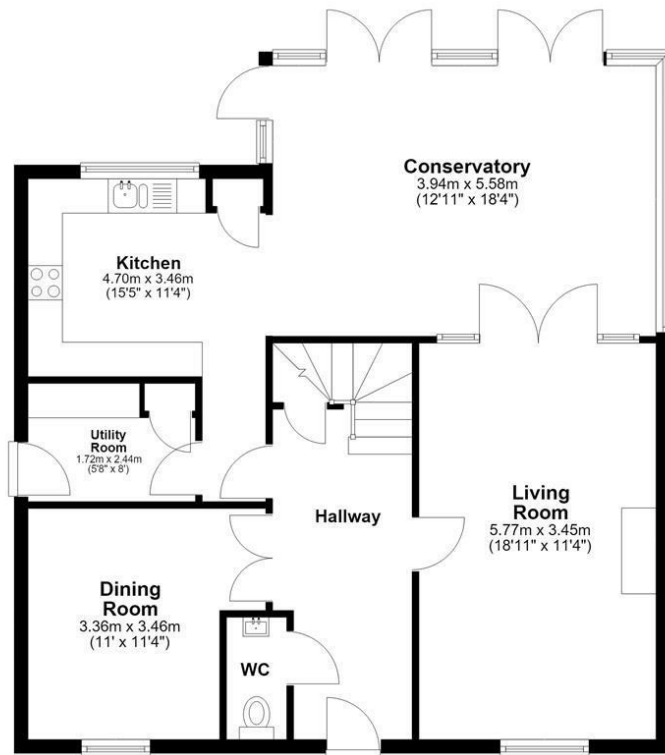 Conservatory
3.94m x 5.58m
(12'11" x 18'4")
Kitchen
4.70m x 3.46m
(15'5" x 11'4")
Utility
Room
1.72m x 2.44m
(5'8" x 8')
Hallway
Living
Room
5.77m x 3.45m
(18'11" x 11'4")
Dining
Room
3.36m x 3.46m
(11' x 11'4")
WC